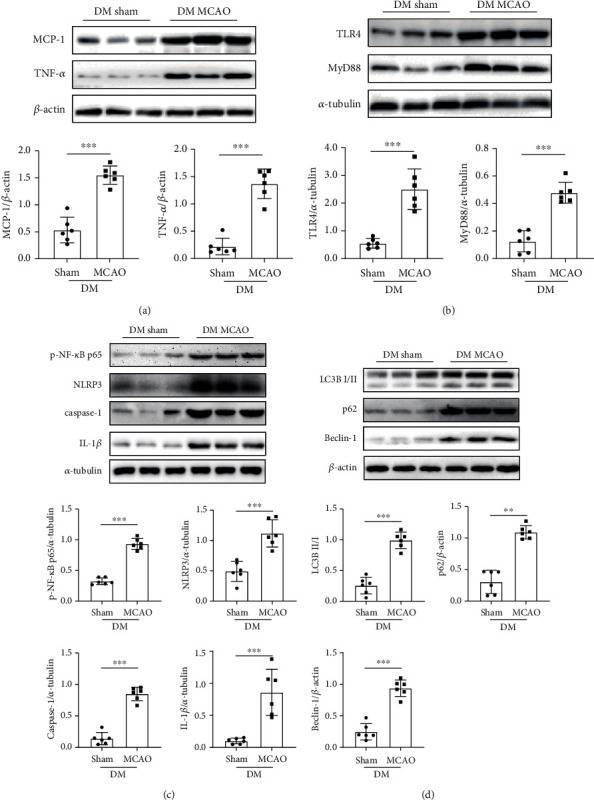 DM sham DM MCAO
MCP-1
TNF-α
β-actin
2.0
1.5
1.0
0.5
0.0
MCP-1/β-actin
***
Sham MCAO
DM
2.0
1.5
1.0
0.5
0.0
TNF-α/β-actin
***
Sham MCAO
DM
(a)
DM sham DM MCAO
TLR4
MyD88
α-tubulin
4.0
3.0
2.0
1.0
0.0
TLR4/α-tubulin
***
Sham MCAO
DM
0.8
0.6
0.4
0.2
0.0
MyD88/α-tubulin
***
Sham MCAO
DM
(b)
DM sham DM MCAO
p-NF-κB p65
NLRP3
caspase-1
IL-1β
α-tubulin
1.5
1.0
0.5
0.0
p-NF-κB p65/α-tubulin
***
Sham MCAO
DM
1.5
1.0
0.5
0.0
NLRP3/α-tubulin
***
Sham MCAO
DM
1.5
1.0
0.5
0.0
Caspase-1/α-tubulin
***
Sham MCAO
DM
1.5
1.0
0.5
0.0
IL-1β/α-tubulin
***
Sham MCAO
DM
(c)
DM sham DM MCAO
LC3B I/II
p62
Beclin-1
β-actin
1.5
1.0
0.5
0.0
LC3B II/I
***
Sham MCAO
DM
1.5
1.0
0.5
0.0
p62/β-actin
**
Sham MCAO
DM
1.5
1.0
0.5
0.0
Beclin-1/β-actin
***
Sham MCAO
DM
(d)